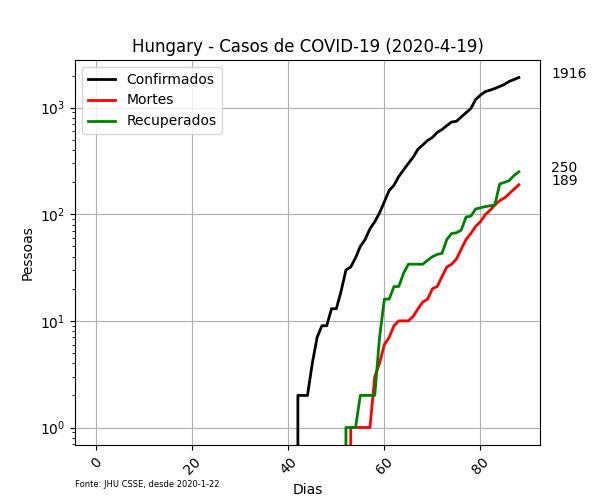 Hungary - Casos de COVID-19 (2020-4-19)
Confirmados
Mortes
Recuperados
1916
250
189
10³
10²
10¹
10⁰
Pessoas
0 20 40 60 80
Dias
Fonte: JHU CSSE, desde 2020-1-22